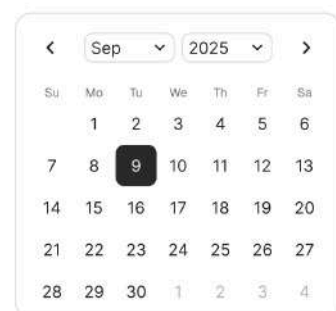 Sep 2025
Su Mo Tu We Th Fr Sa
1 2 3 4 5 6
7 8 9 10 11 12 13
14 15 16 17 18 19 20
21 22 23 24 25 26 27
28 29 30 1 2 3 4